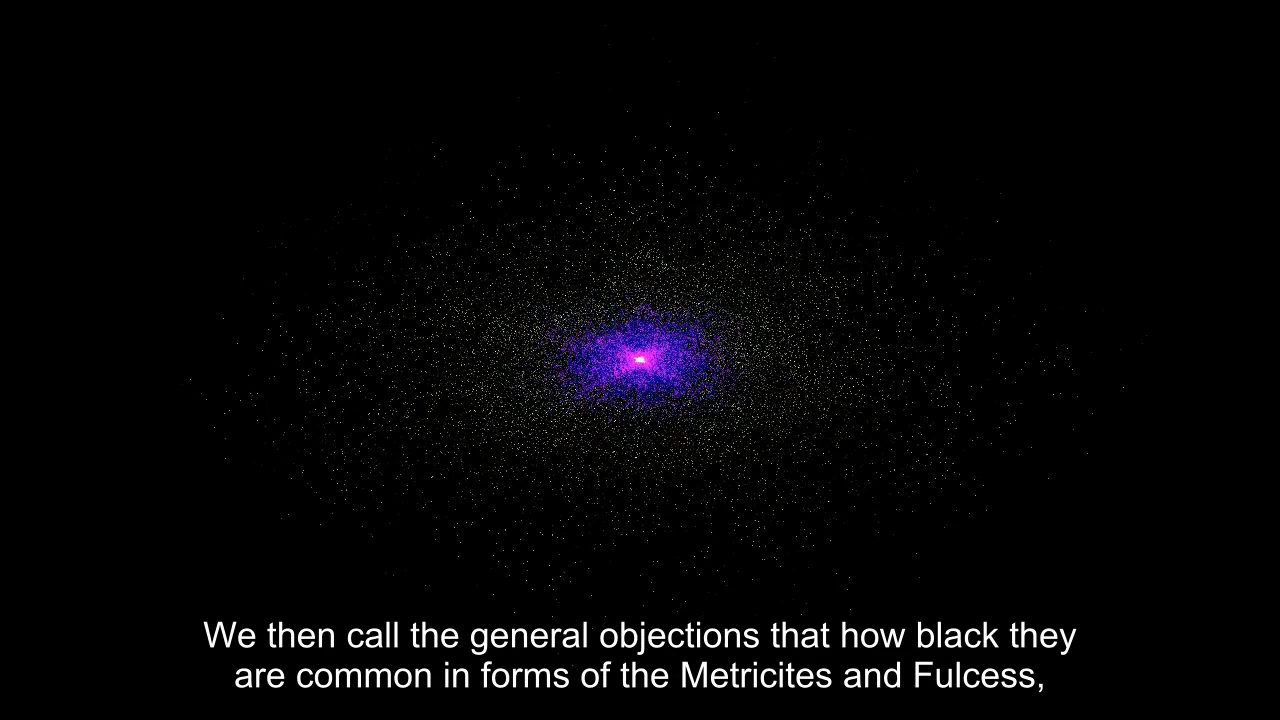 We then call the general objections that how black they
are common in forms of the Metricites and Fulcess,